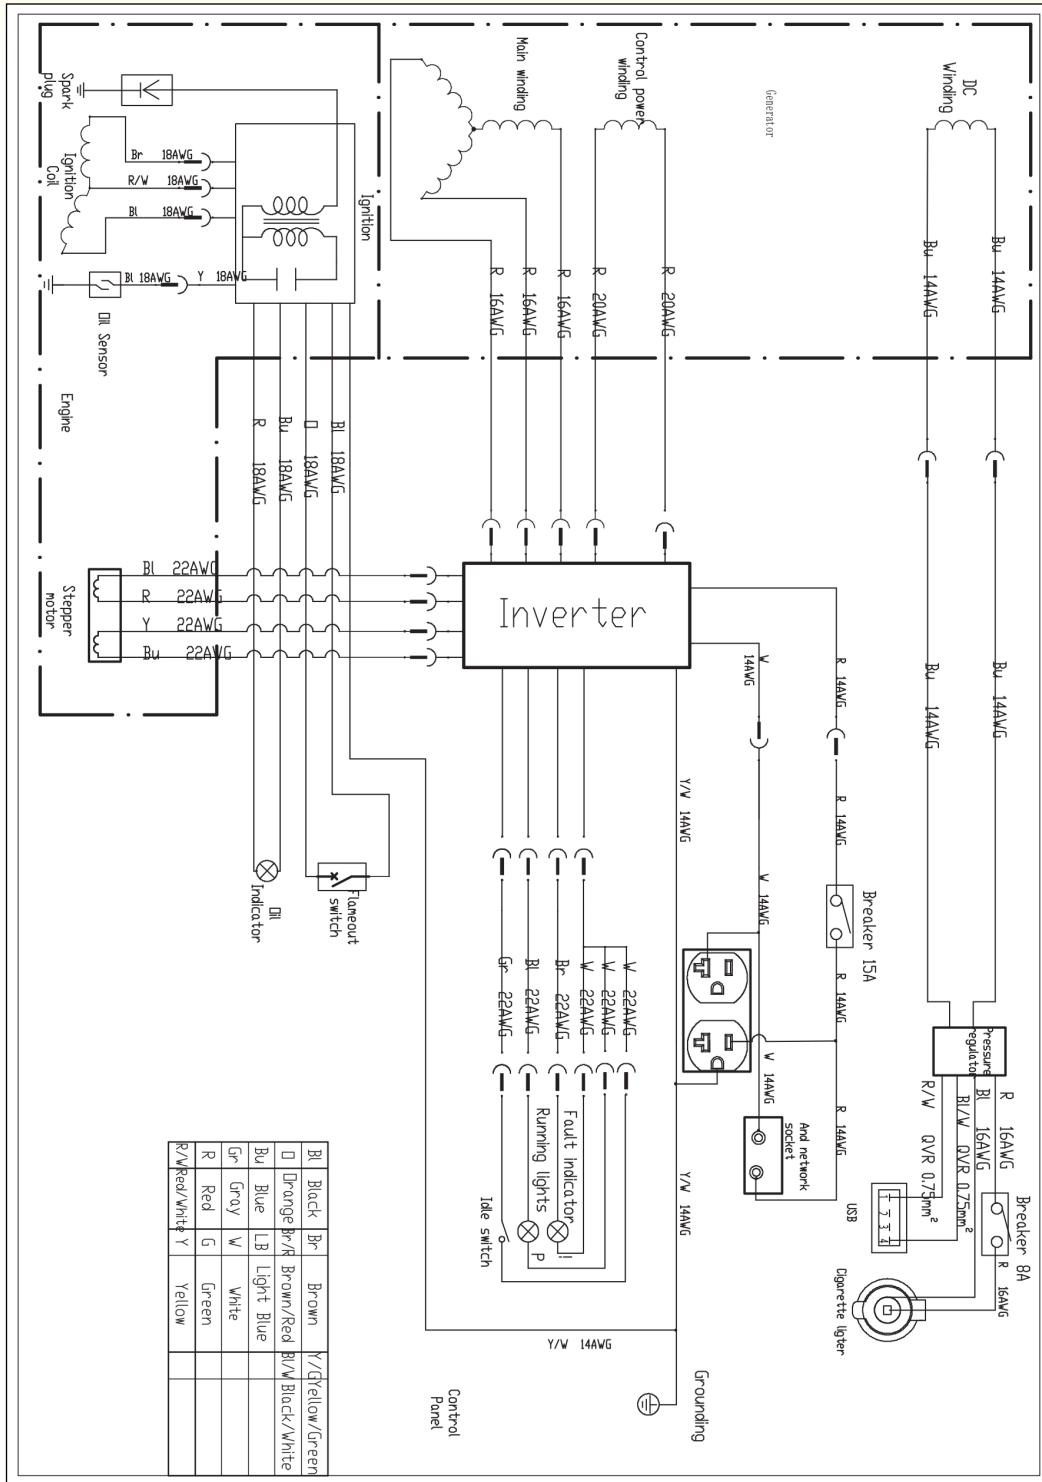 Generator
DC
Winding
Control power
winding
Main winding
Bu 14AWG
Bu 14AWG
R 20AWG
R 20AWG
R 16AWG
R 16AWG
R 16AWG
Spark
plug
Ignition
Coil
Br 18AWG
R/W 18AWG
Bl 18AWG
Ignition
Bl 18AWG
Y 18AWG
Oil Sensor
Engine
R 18AWG
Bu 18AWG
O 18AWG
Bl 18AWG
Stepper
motor
Bl 22AWG
R 22AWG
Y 22AWG
Bu 22AWG
Inverter
W
14AWG
R 14AWG
Bu 14AWG
Bu 14AWG
Y/W 14AWG
R 14AWG
W 14AWG
Breaker 15A
R 14AWG
Oil
Indicator
Flameout
switch
Gr 22AWG
Bl 22AWG
Br 22AWG
W 22AWG
W 22AWG
W 22AWG
W 14AWG
R 14AWG
And network
socket
Pressure
regulator
R 16AWG
Bl 16AWG
Bl/W QVR 0.75mm²
R/W QVR 0.75mm²
USB
1 2 3 4
Breaker 8A
R 16AWG
Cigarette ligter
Fault indicator
!
Running lights
P
Idle switch
Y/W 14AWG
Y/W 14AWG
Grounding
Control
Panel
Bl Black Br Brown Y/G Yellow/Green
O Orange Br/R Brown/Red Bl/W Black/White
Bu Blue LB Light Blue
Gr Gray W White
R Red G Green
R/W Red/White Y Yellow